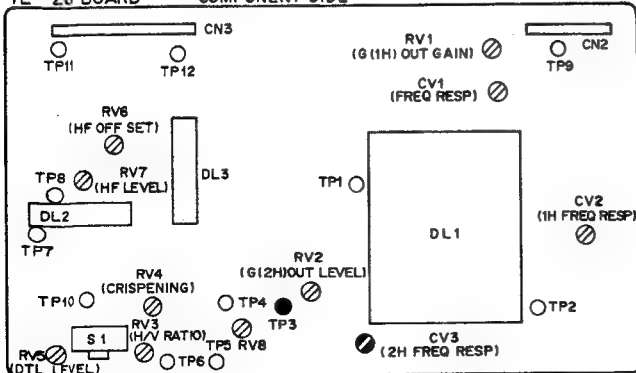 BOARD COMPONENT SIDE
CN3
TP11
TP12
RV1
(G(1H) OUT GAIN)
CN2
TP9
CV1
(FREQ RESP)
RV6
(HF OFF SET)
TP8
RV7
(HF LEVEL)
DL3
TP1
DL2
TP7
DL1
CV2
(1H FREQ RESP)
RV2
(G(2H)OUT LEVEL)
RV4
(CRISPENING)
TP10
TP4
TP3
TP2
S1
RV3
(H/V RATIO)
TP5
RV8
CV3
(2H FREQ RESP)
RV5
(DTL LEVEL)
TP6